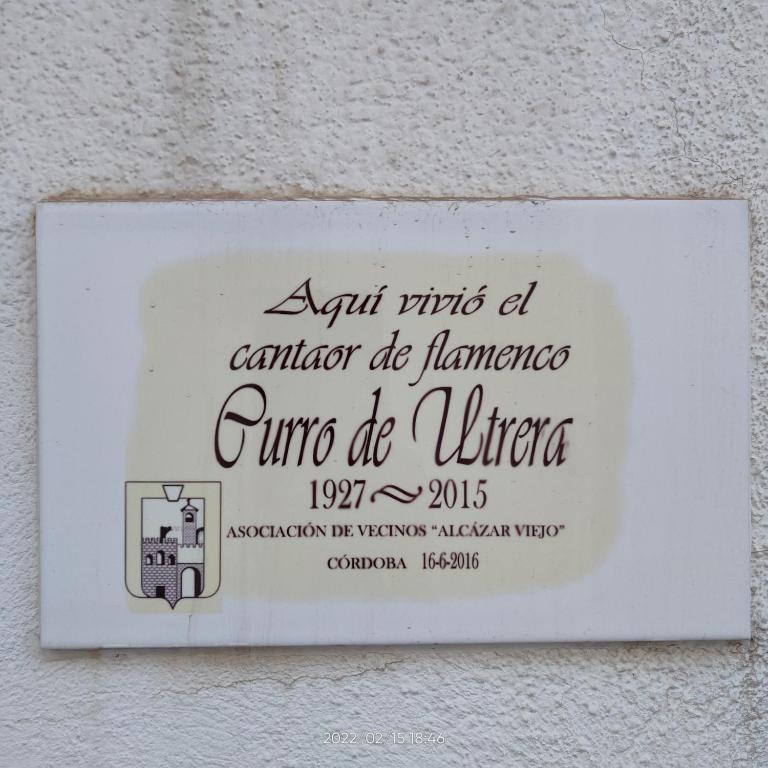 Aquí vivió el
cantaor de flamenco
Curro de Utrera
1927~2015
ASOCIACIÓN DE VECINOS "ALCÁZAR VIEJO"
CÓRDOBA 16-6-2016
2022 02 15 18:46